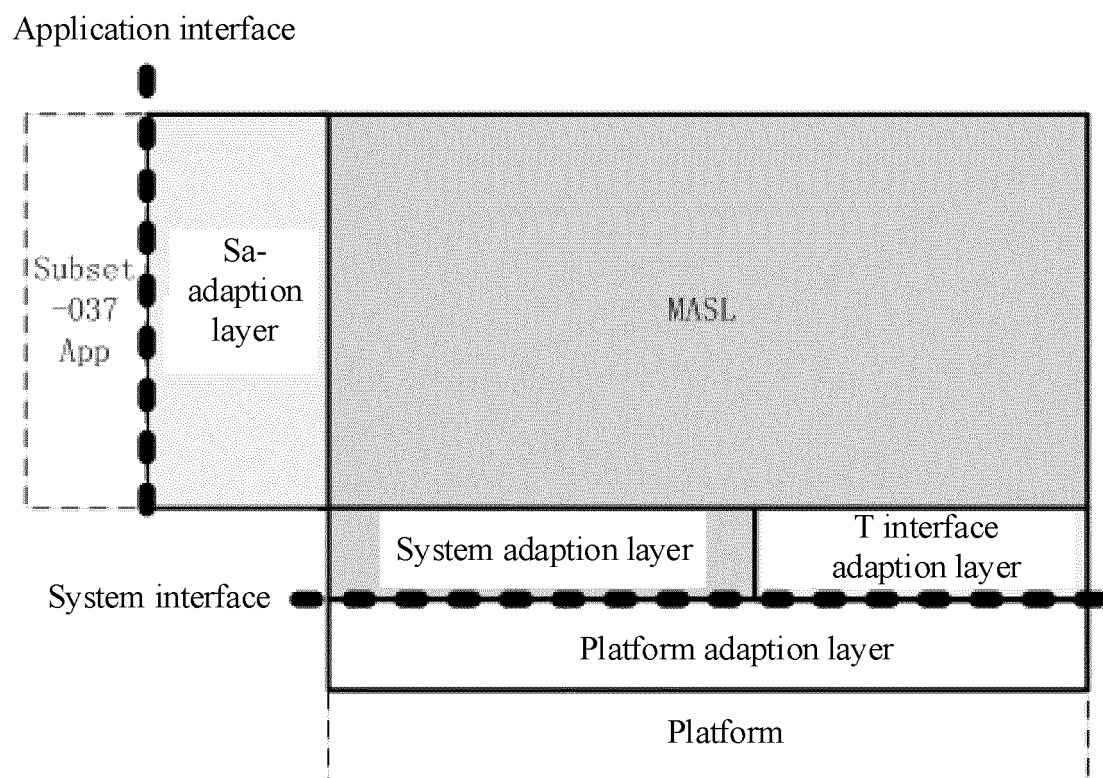 Application interface
Subset
-037
App
Sa-
adaption
layer
MASL
System adaption layer
T interface
adaption layer
System interface
Platform adaption layer
Platform